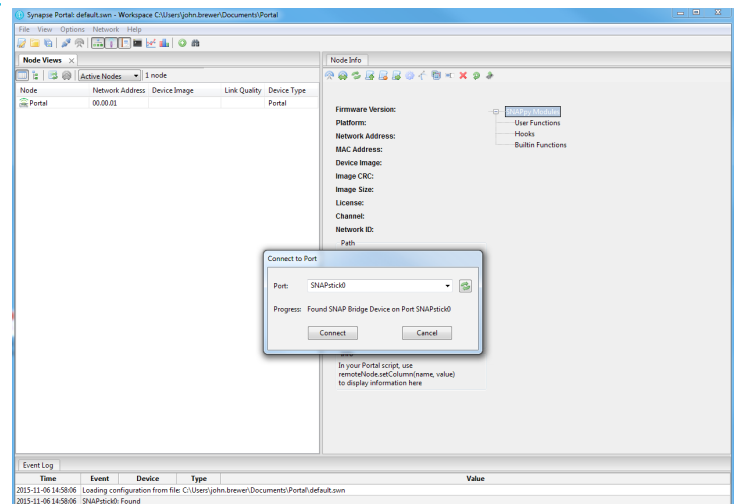 Synapse Portal: default.swn - Workspace C:\Users\john.brewer\Documents\Portal
File View Options Network Help
Node Views
Node Info
Active Nodes 1 node
Node Network Address Device Image Link Quality Device Type
Portal 00.00.01 Portal
Firmware Version:
Platform:
Network Address:
MAC Address:
Device Image:
Image CRC:
Image Size:
License:
Channel:
Network ID:
Path
SNAPpy Modules
User Functions
Hooks
Builtin Functions
Connect to Port
Port: SNAPstick0
Progress: Found SNAP Bridge Device on Port SNAPstick0
Connect Cancel
In your Portal script, use
remoteNode.setColumn(name, value)
to display information here
Event Log
Time Event Device Type Value
2015-11-06 14:58:06 Loading configuration from file: C:\Users\john.brewer\Documents\Portal\default.swn
2015-11-06 14:58:06 SNAPstick0: Found